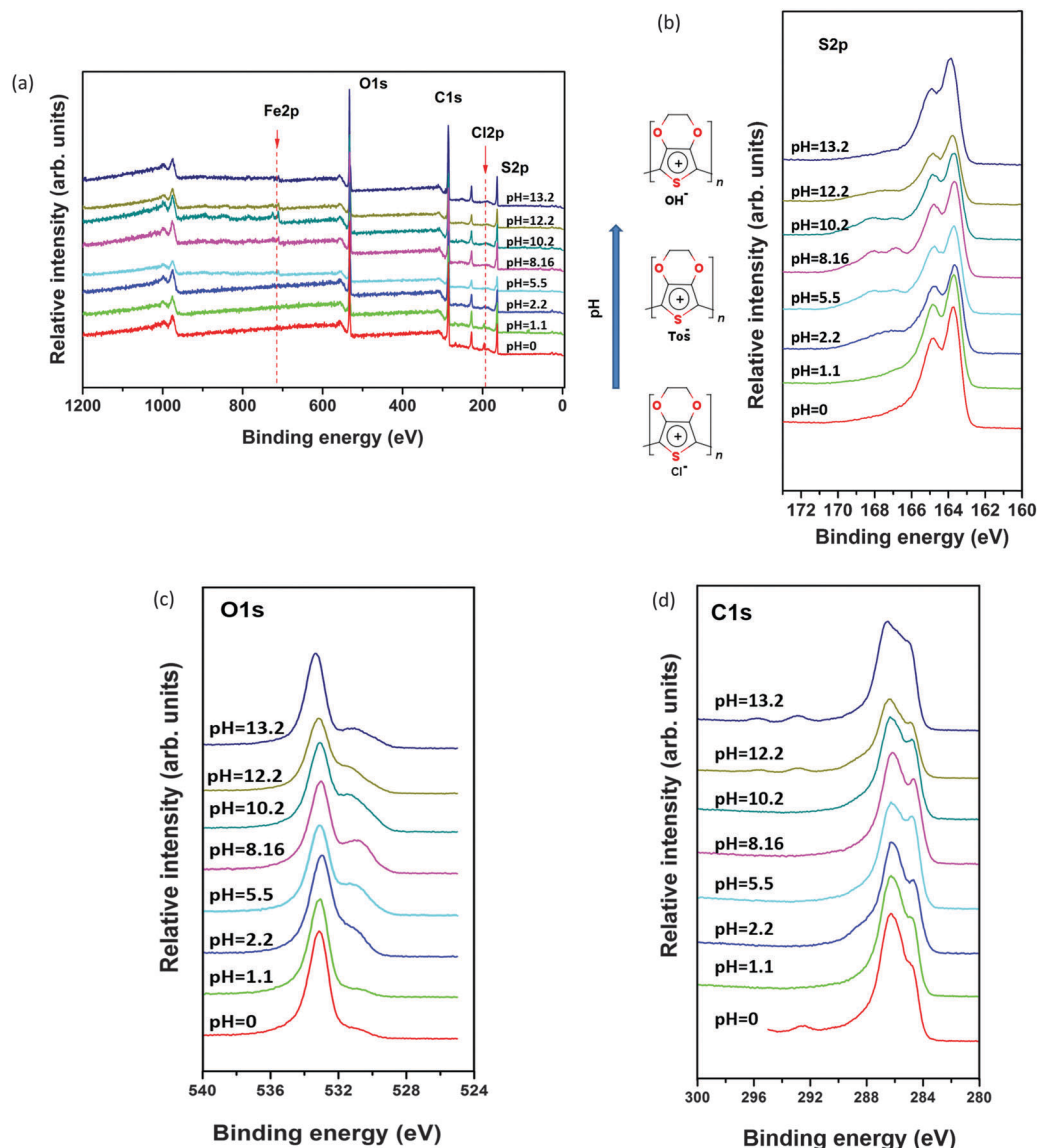 (a)
Relative intensity (arb. units)
Fe2p
O1s
C1s
Cl2p
S2p
pH=13.2
pH=12.2
pH=10.2
pH=8.16
pH=5.5
pH=2.2
pH=1.1
pH=0
1200 1000 800 600 400 200 0
Binding energy (eV)
(b)
pH
O O
+
S n
OH-
O O
+
S n
Tos-
O O
+
S n
Cl-
Relative intensity (arb. units)
S2p
pH=13.2
pH=12.2
pH=10.2
pH=8.16
pH=5.5
pH=2.2
pH=1.1
pH=0
172 170 168 166 164 162 160
Binding energy (eV)
(c)
O1s
Relative intensity (arb. units)
pH=13.2
pH=12.2
pH=10.2
pH=8.16
pH=5.5
pH=2.2
pH=1.1
pH=0
540 536 532 528 524
Binding energy (eV)
(d)
C1s
Relative intensity (arb. units)
pH=13.2
pH=12.2
pH=10.2
pH=8.16
pH=5.5
pH=2.2
pH=1.1
pH=0
300 296 292 288 284 280
Binding energy (eV)